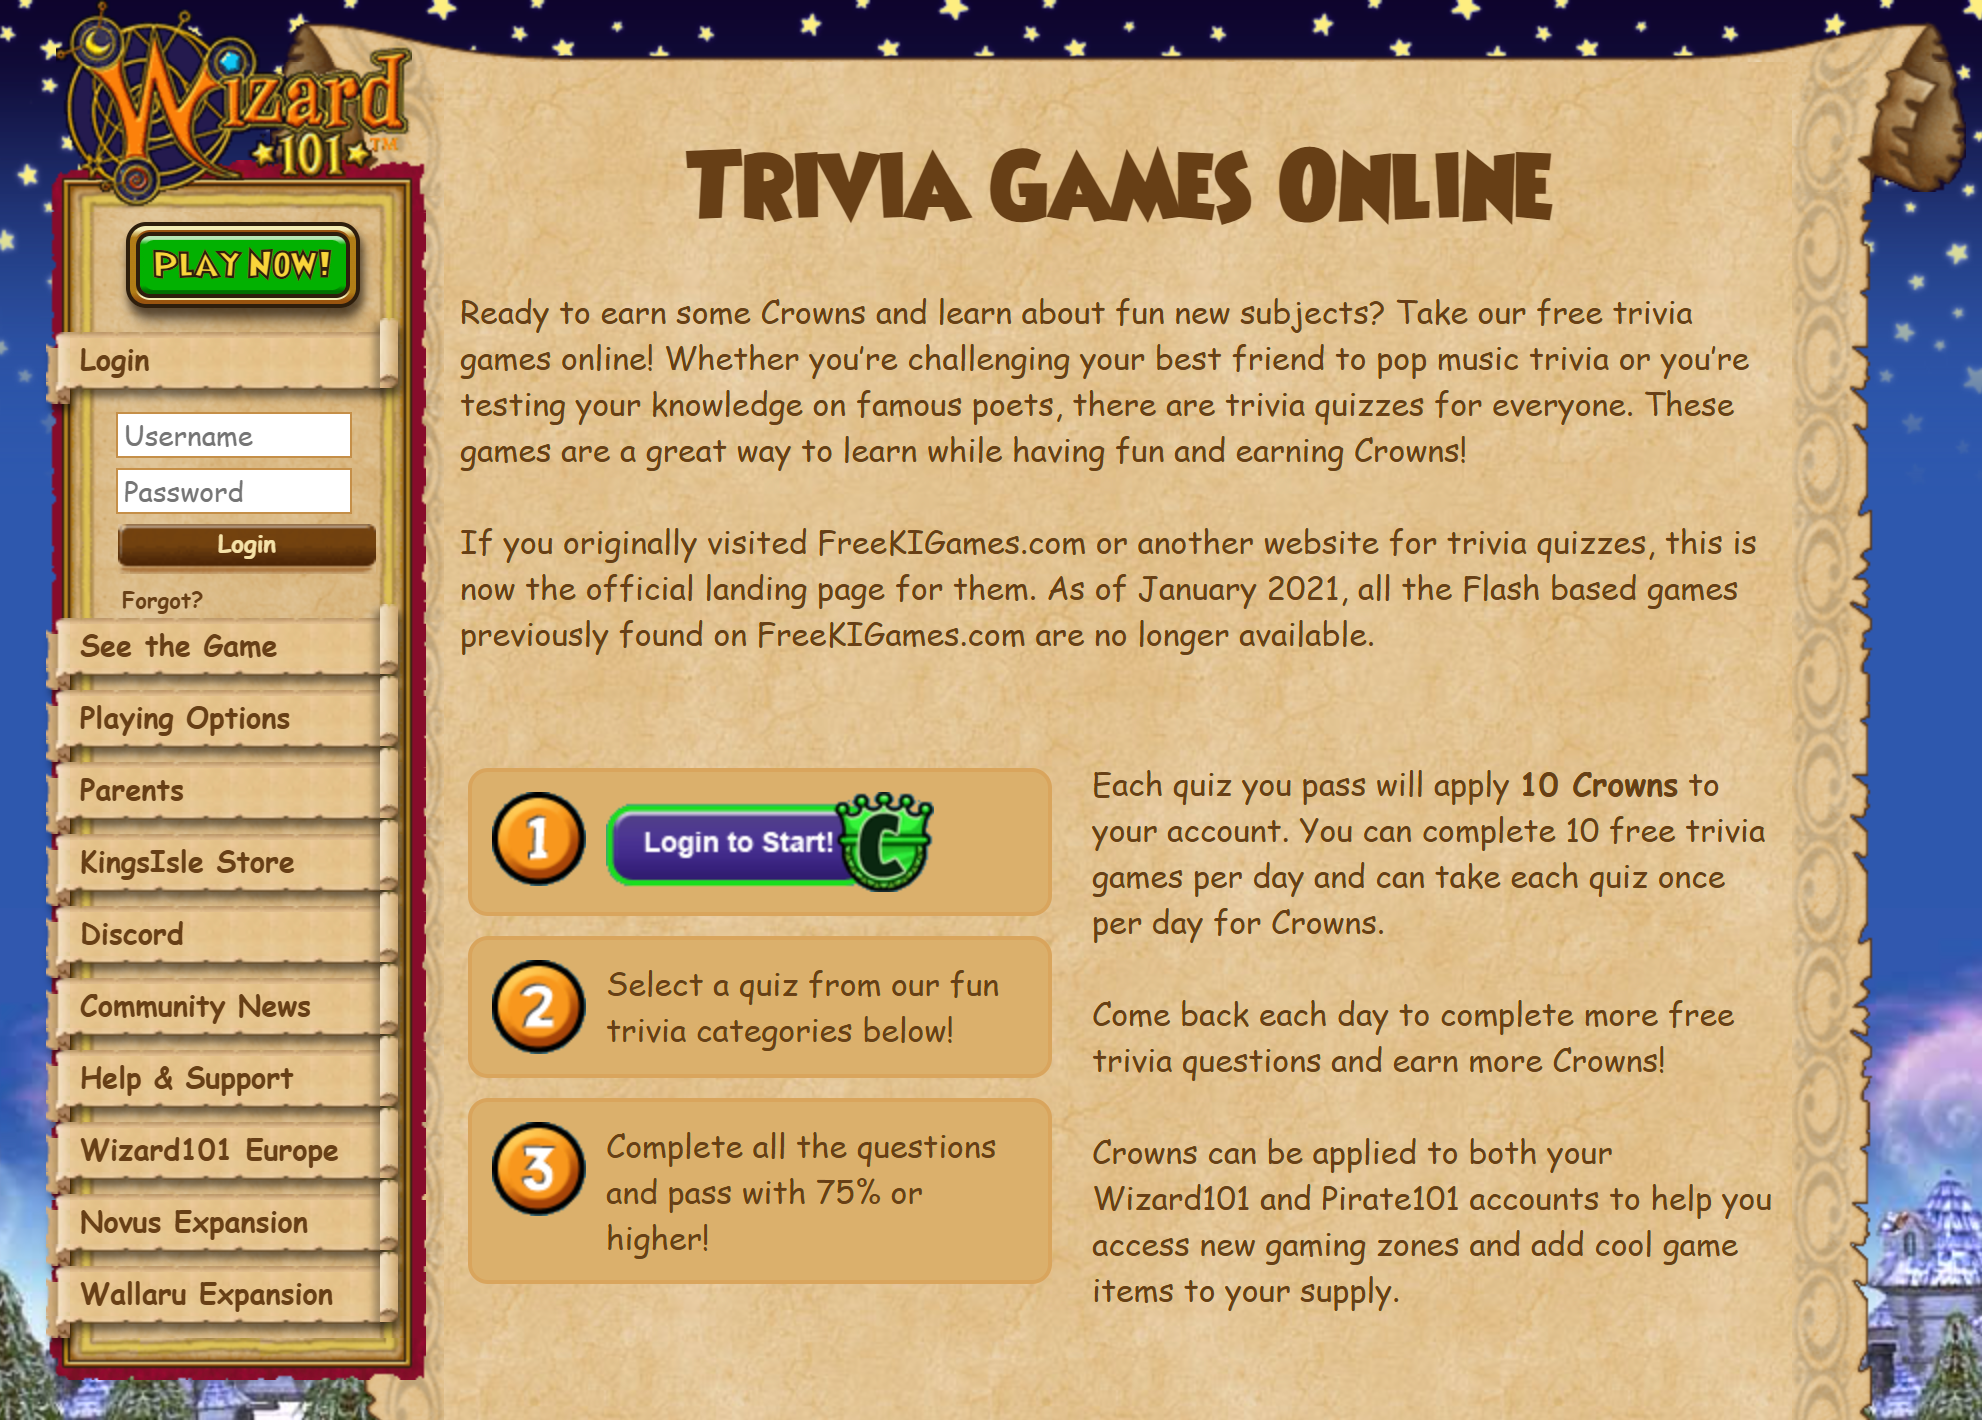 Wizard
101 TM
PLAY NOW!
Login
Username
Password
Login
Forgot?
See the Game
Playing Options
Parents
KingsIsle Store
Discord
Community News
Help & Support
Wizard101 Europe
Novus Expansion
Wallaru Expansion
Trivia Games Online
Ready to earn some Crowns and learn about fun new subjects? Take our free trivia
games online! Whether you’re challenging your best friend to pop music trivia or you’re
testing your knowledge on famous poets, there are trivia quizzes for everyone. These
games are a great way to learn while having fun and earning Crowns!
If you originally visited FreeKIGames.com or another website for trivia quizzes, this is
now the official landing page for them. As of January 2021, all the Flash based games
previously found on FreeKIGames.com are no longer available.
1 Login to Start! C
2 Select a quiz from our fun
trivia categories below!
3 Complete all the questions
and pass with 75% or
higher!
Each quiz you pass will apply 10 Crowns to
your account. You can complete 10 free trivia
games per day and can take each quiz once
per day for Crowns.
Come back each day to complete more free
trivia questions and earn more Crowns!
Crowns can be applied to both your
Wizard101 and Pirate101 accounts to help you
access new gaming zones and add cool game
items to your supply.